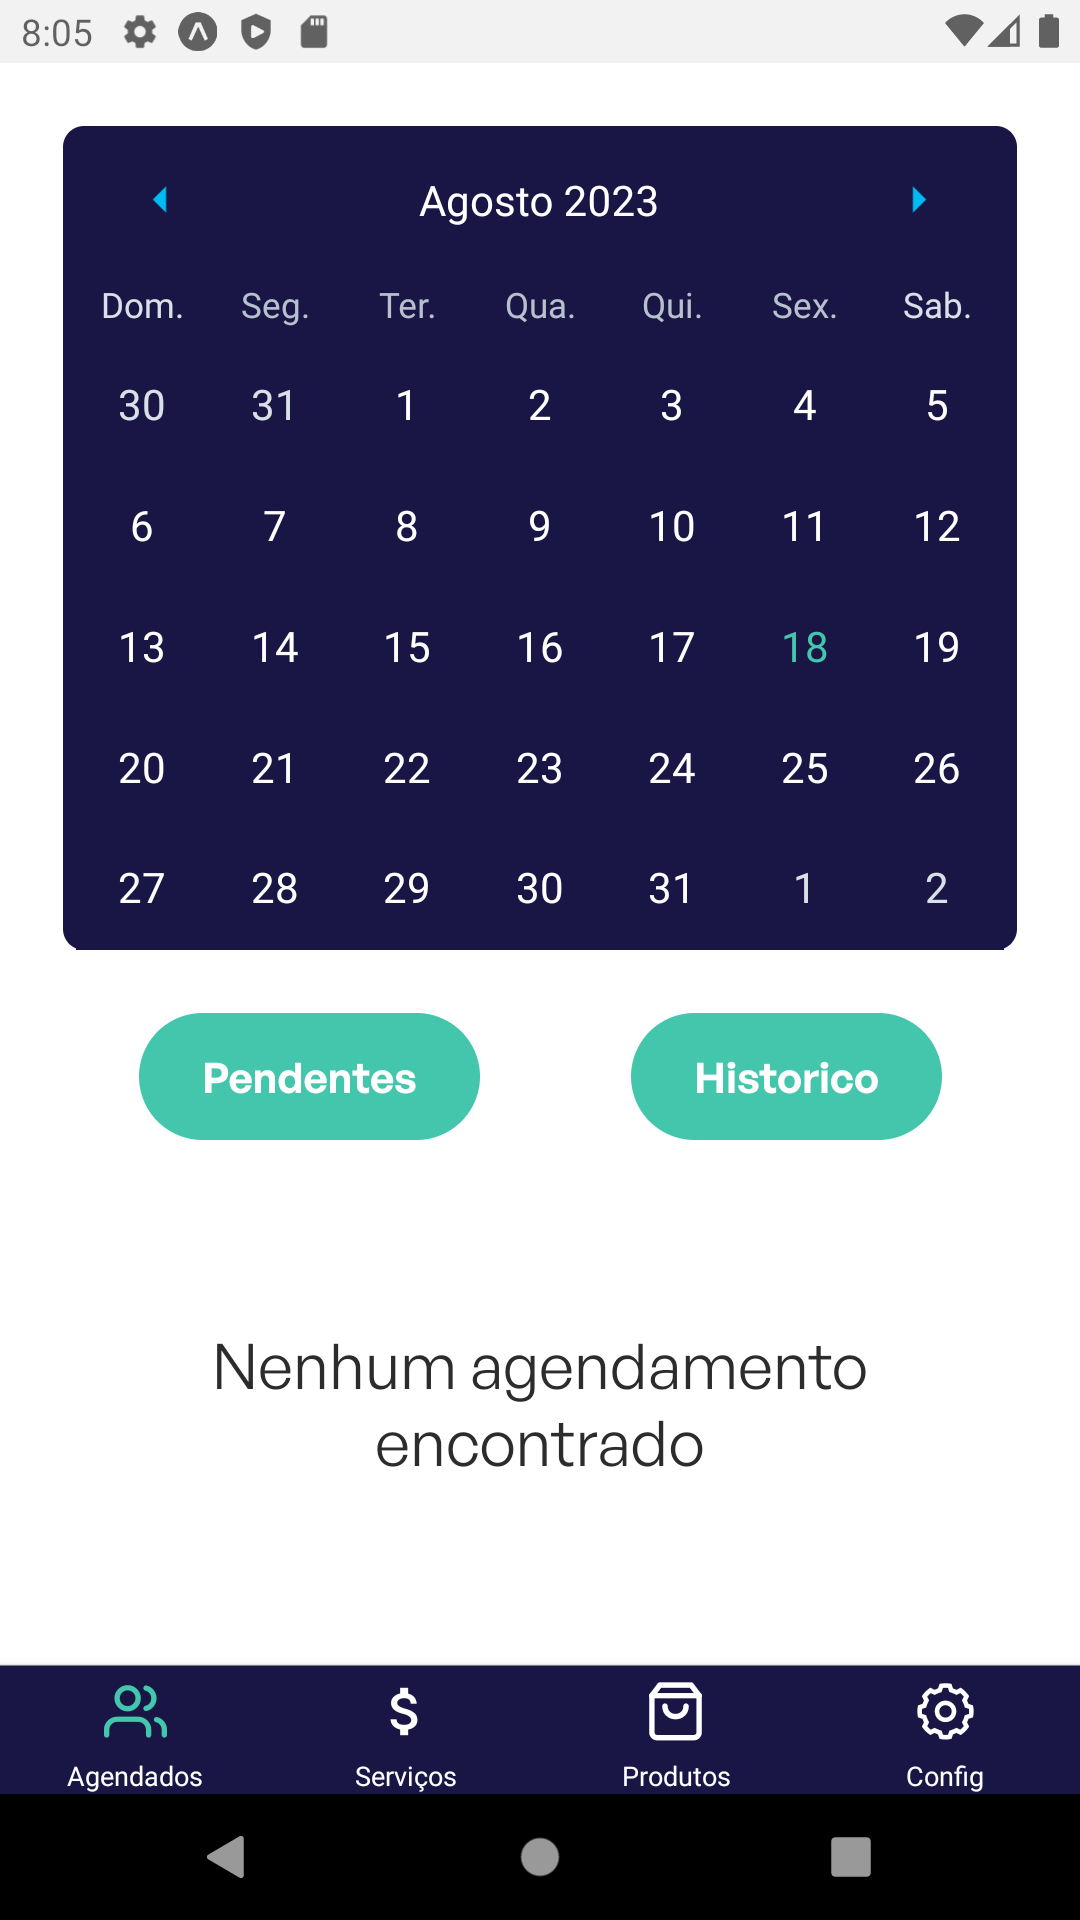 8:05
Agosto 2023
Dom. Seg. Ter. Qua. Qui. Sex. Sab.
30 31 1 2 3 4 5
6 7 8 9 10 11 12
13 14 15 16 17 18 19
20 21 22 23 24 25 26
27 28 29 30 31 1 2
Pendentes Historico
Nenhum agendamento
encontrado
Agendados Serviços Produtos Config